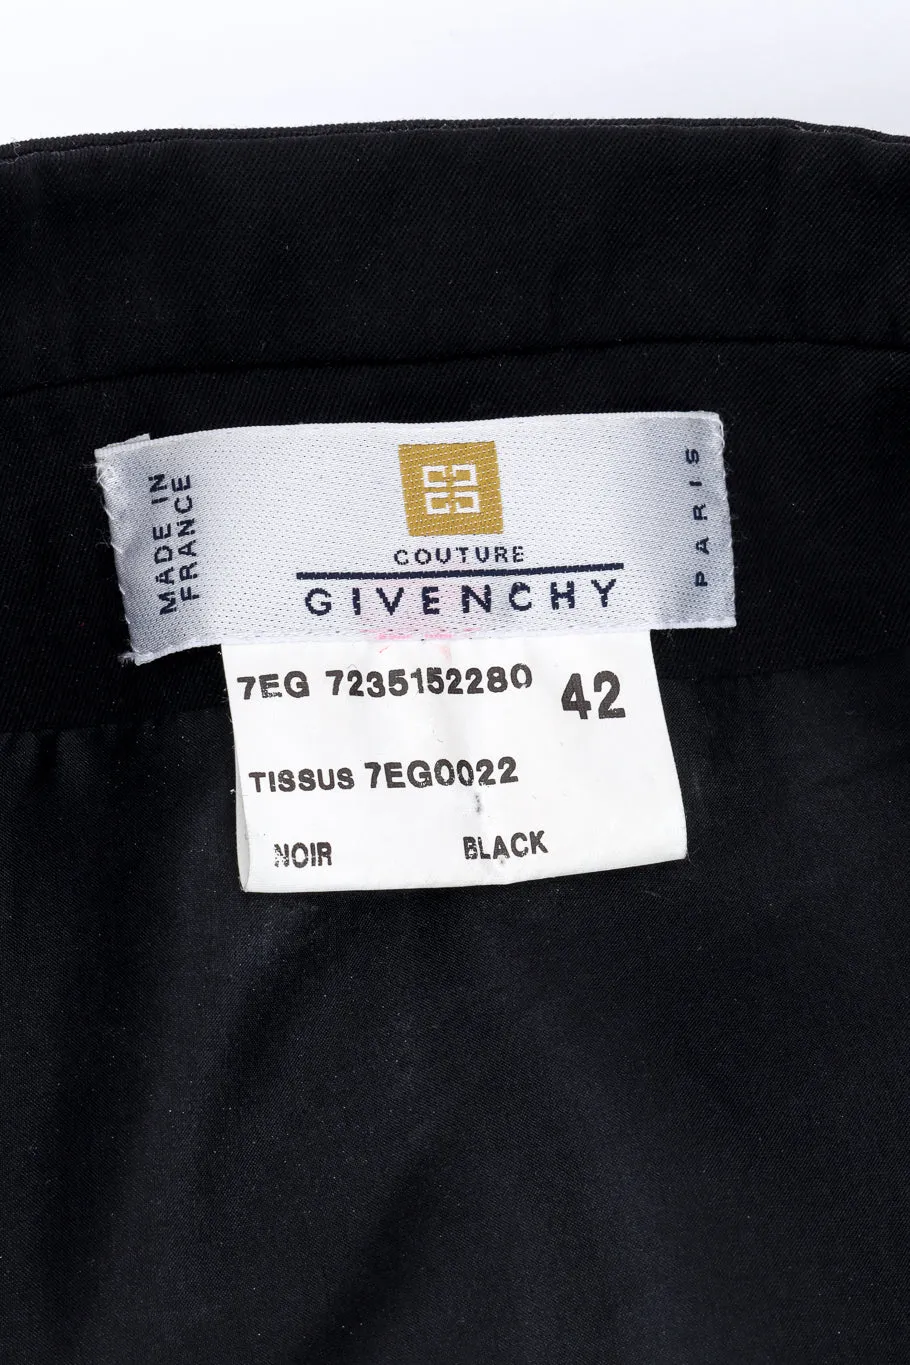 MADE IN
FRANCE
COUTURE
GIVENCHY
PARIS
7EG 7235152280 42
TISSUS 7EG0022
NOIR BLACK